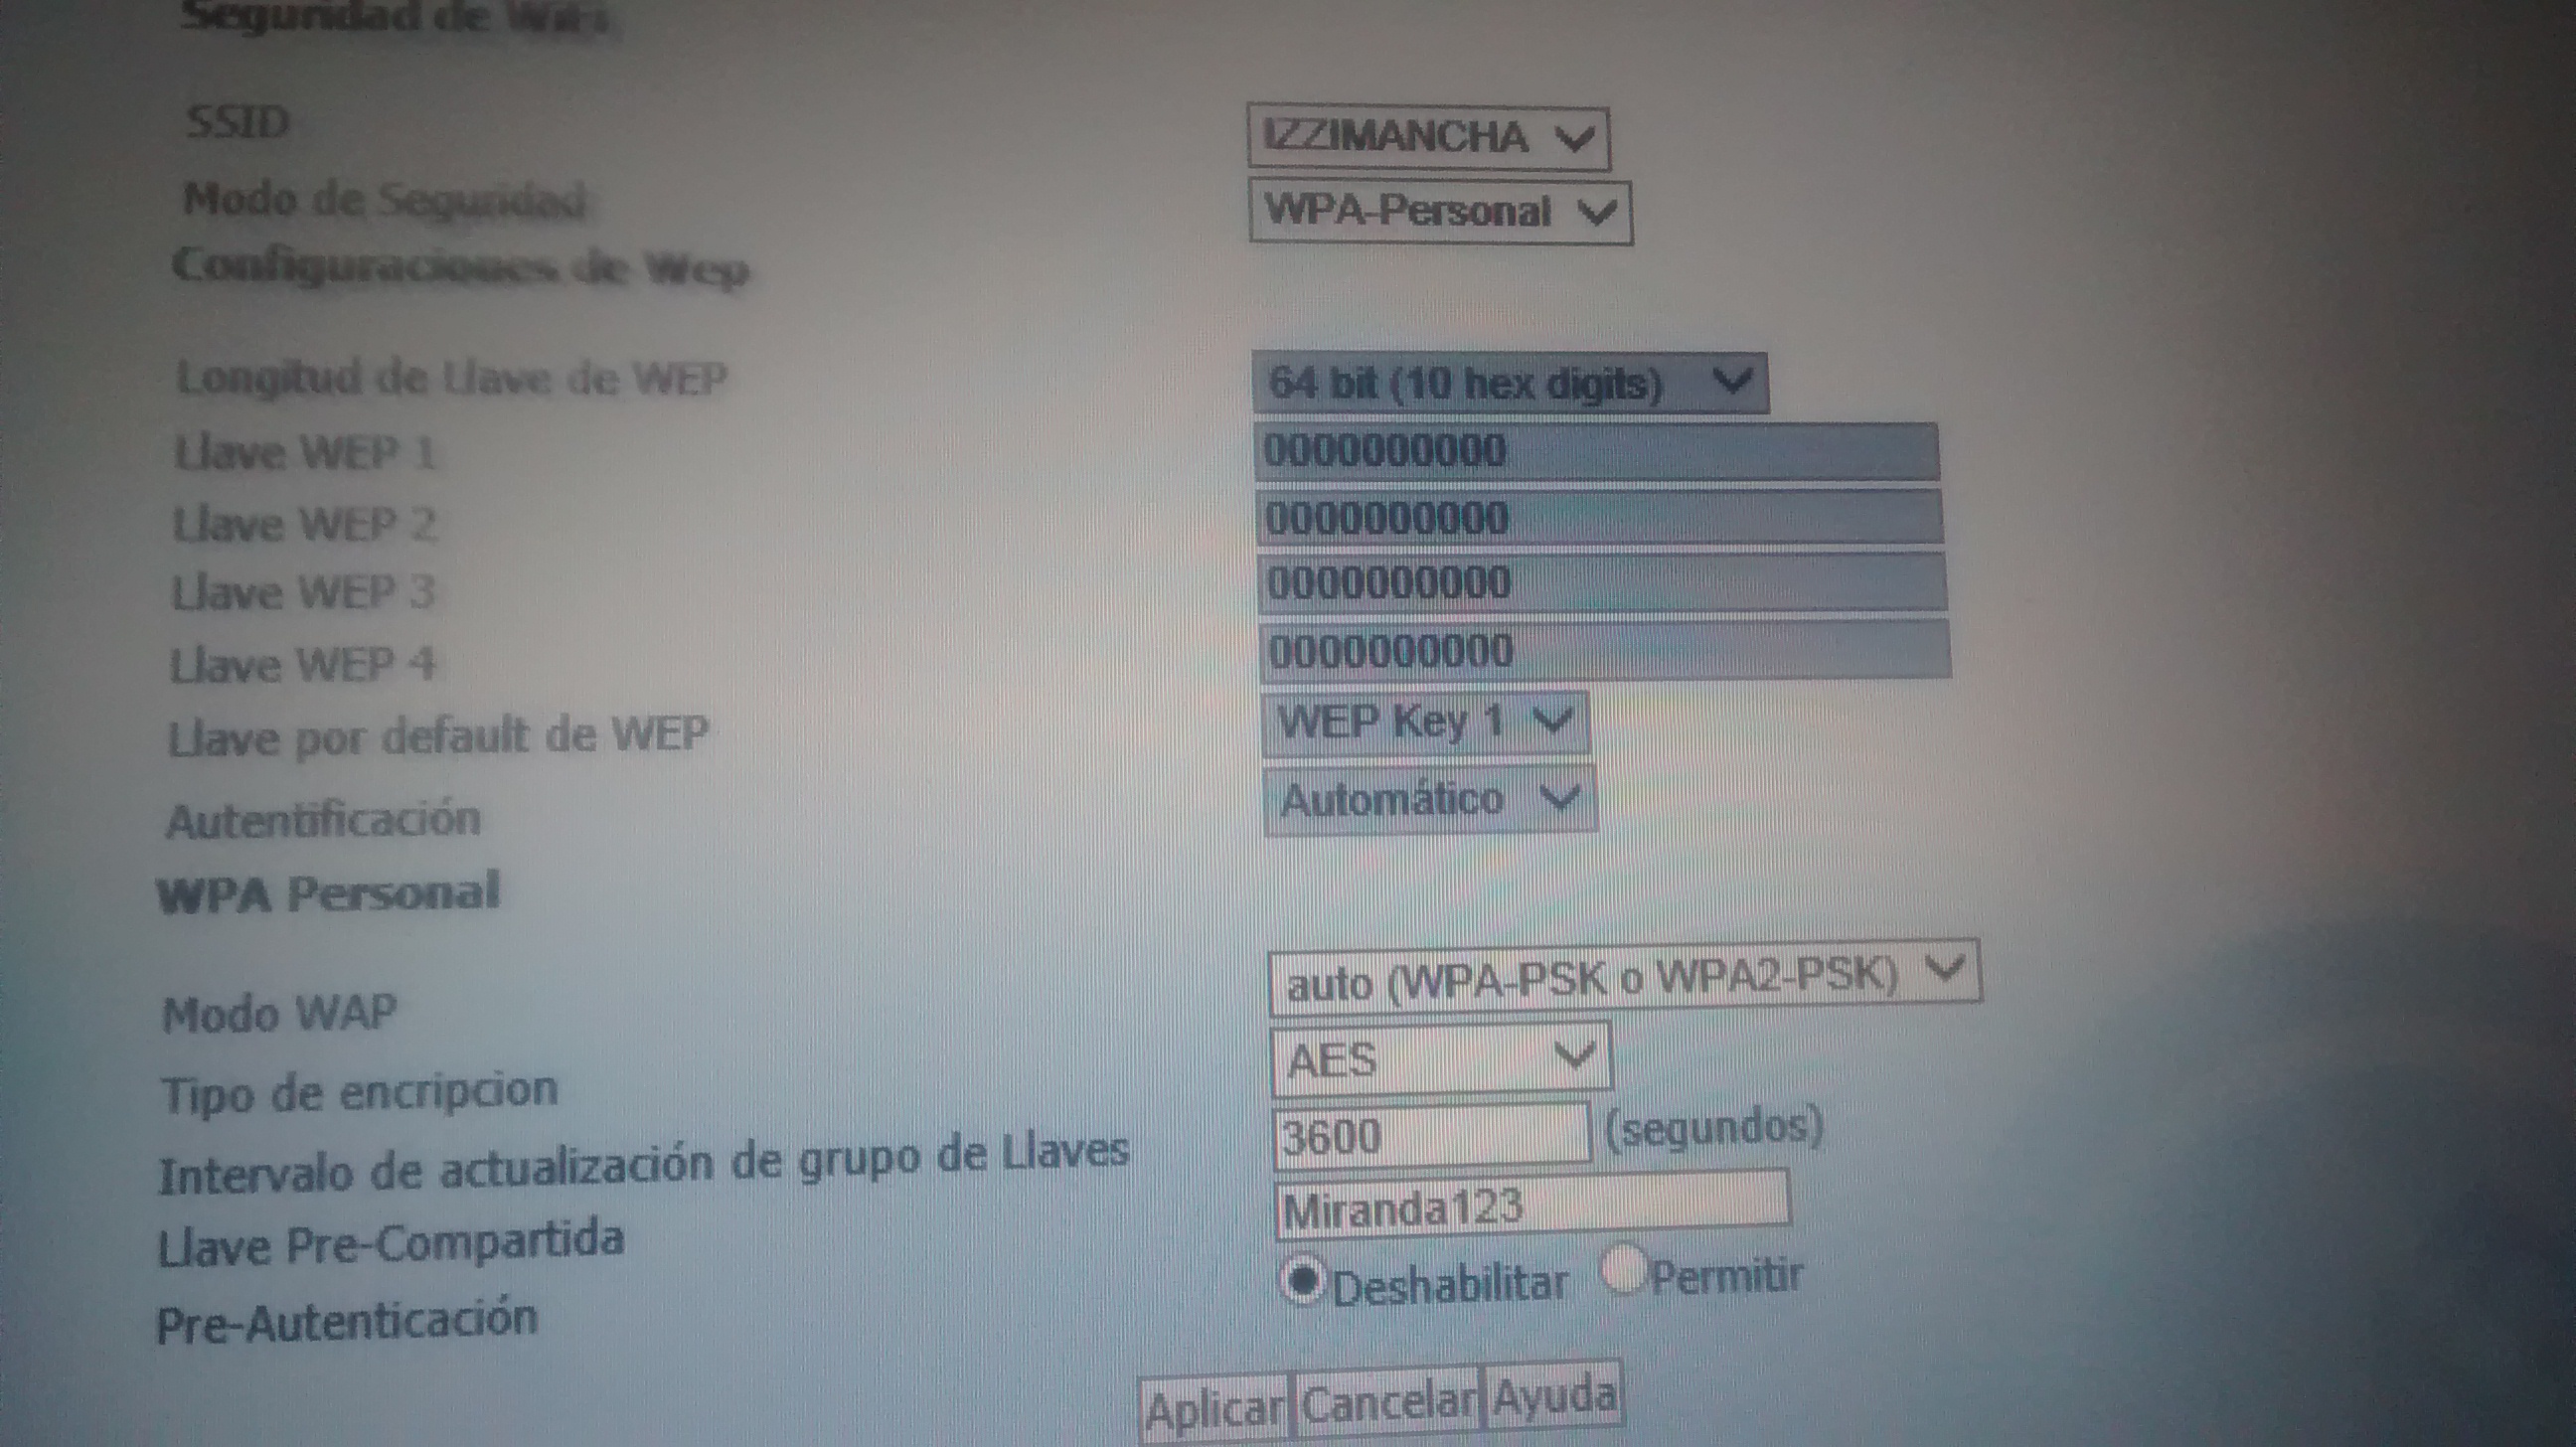 Seguridad de WiFi
SSID IZZIMANCHA
Modo de Seguridad WPA-Personal
Configuraciones de Wep
Longitud de Llave de WEP 64 bit (10 hex digits)
Llave WEP 1 0000000000
Llave WEP 2 0000000000
Llave WEP 3 0000000000
Llave WEP 4 0000000000
Llave por default de WEP WEP Key 1
Autentificación Automático
WPA Personal
Modo WAP auto (WPA-PSK o WPA2-PSK)
Tipo de encripcion AES
Intervalo de actualización de grupo de Llaves 3600 (segundos)
Llave Pre-Compartida Miranda123
Pre-Autenticación Deshabilitar Permitir
Aplicar Cancelar Ayuda